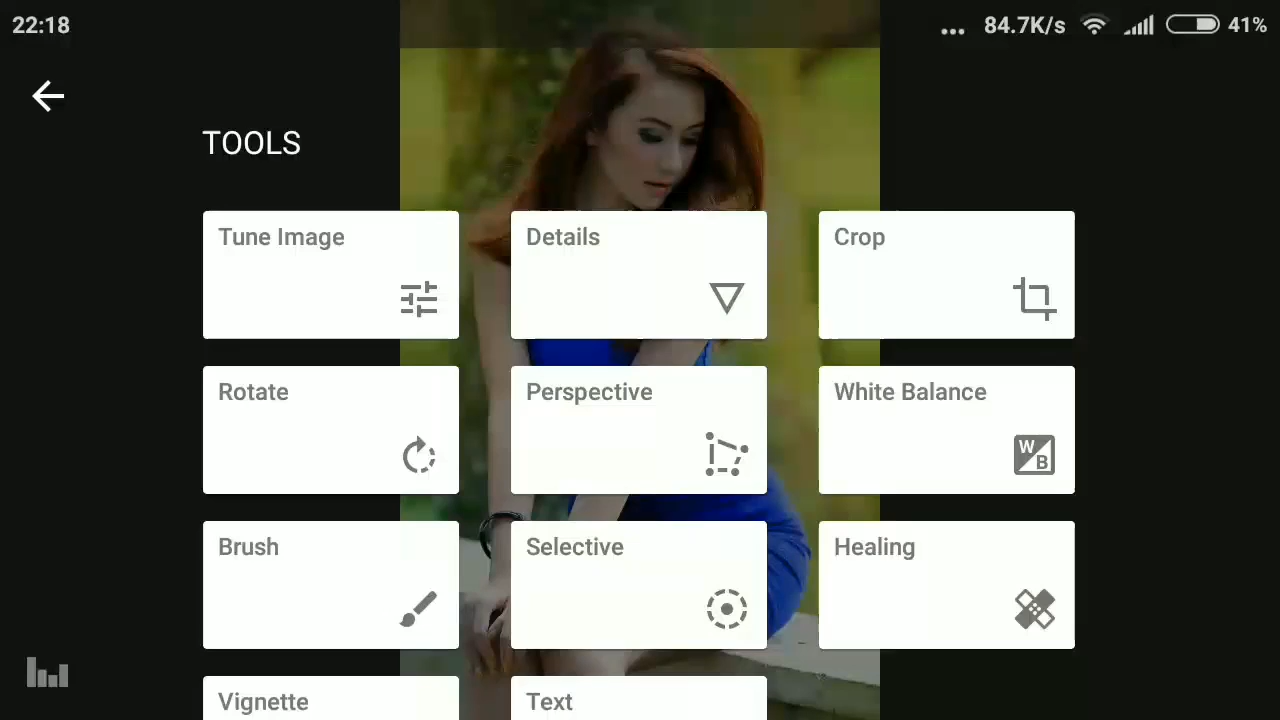 22:18 ... 84.7K/s 41%
TOOLS
Tune Image Details Crop
Rotate Perspective White Balance
W B
Brush Selective Healing
Vignette Text